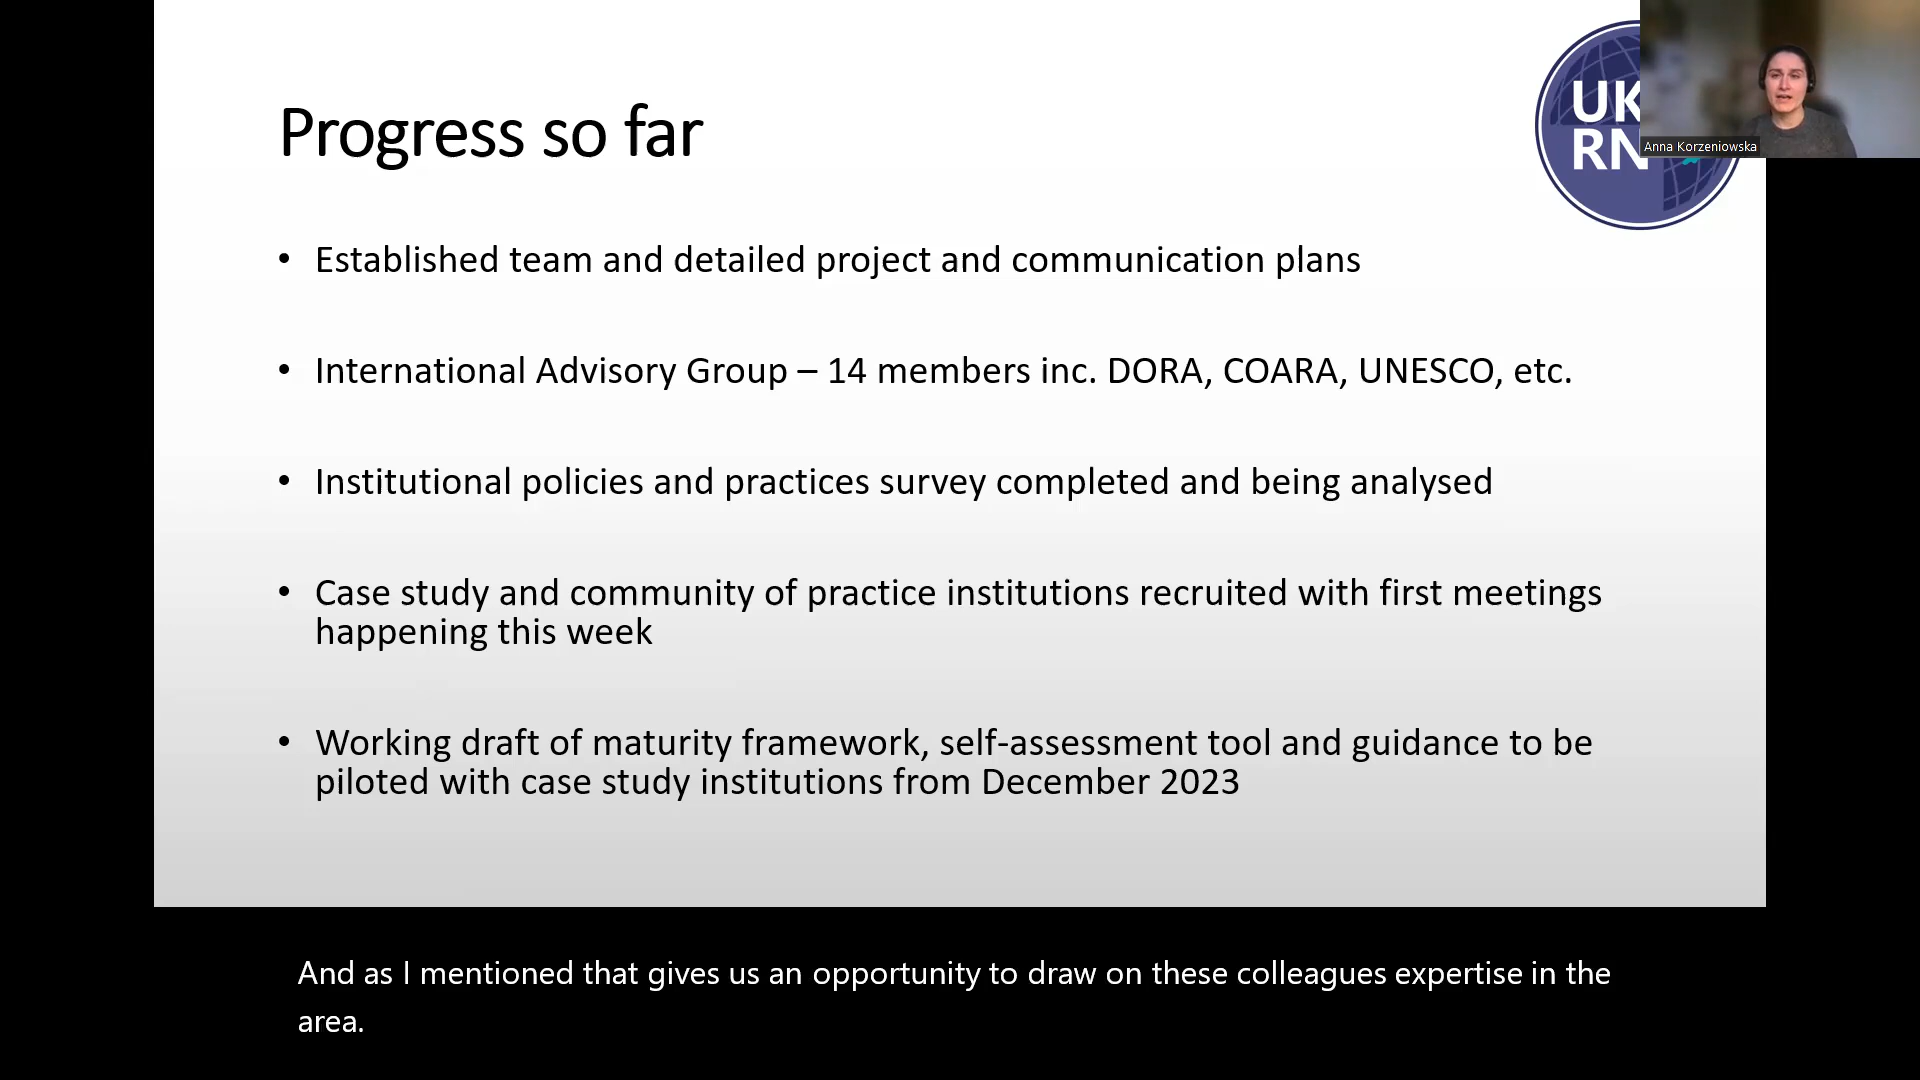 Progress so far
UK
RN
Anna Korzeniowska
• Established team and detailed project and communication plans
• International Advisory Group – 14 members inc. DORA, COARA, UNESCO, etc.
• Institutional policies and practices survey completed and being analysed
• Case study and community of practice institutions recruited with first meetings
happening this week
• Working draft of maturity framework, self-assessment tool and guidance to be
piloted with case study institutions from December 2023
And as I mentioned that gives us an opportunity to draw on these colleagues expertise in the
area.